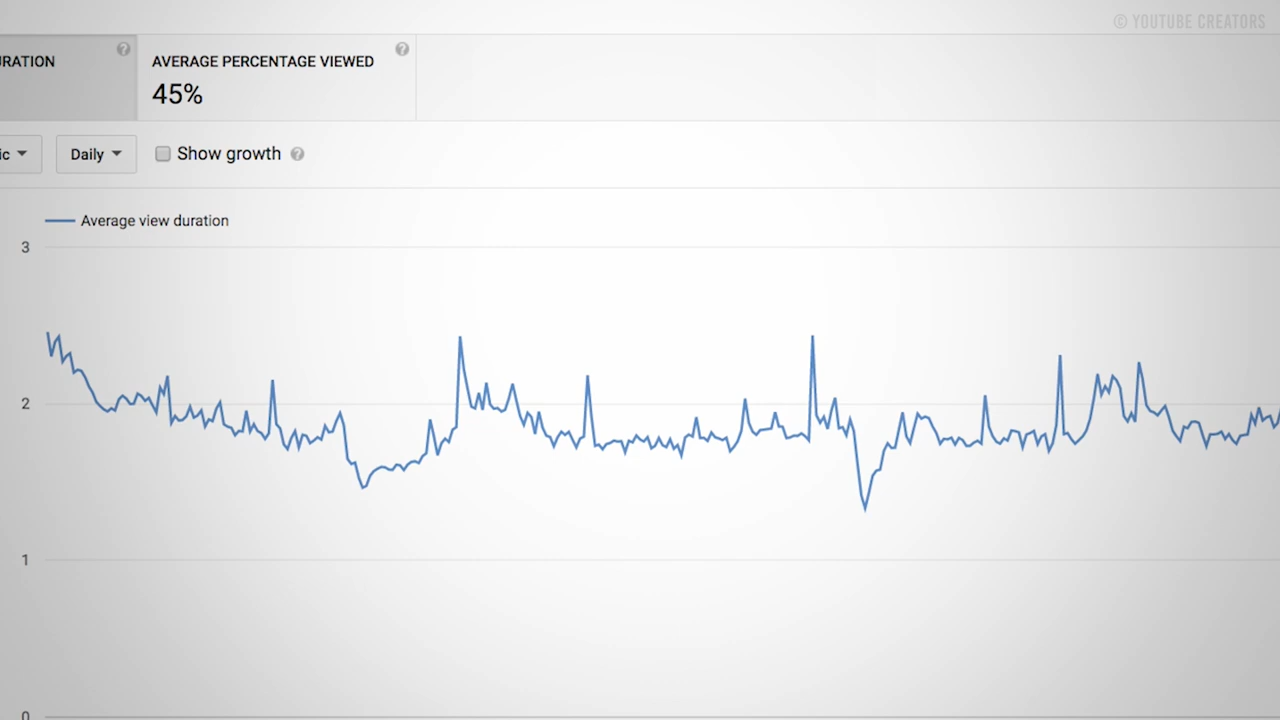 © YOUTUBE CREATORS
URATION
?
AVERAGE PERCENTAGE VIEWED
?
45%
ic
Daily
Show growth
?
Average view duration
3
2
1
0